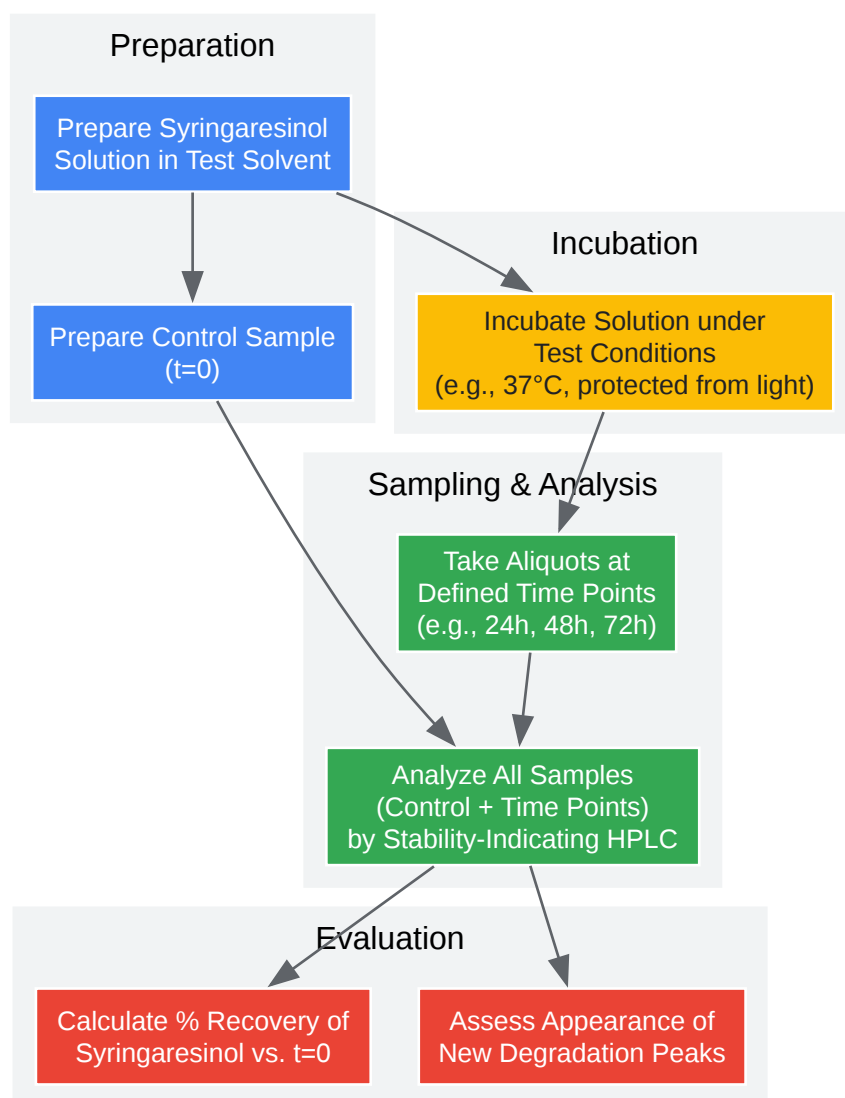 Preparation
Prepare Syringaresinol
Solution in Test Solvent
Prepare Control Sample
(t=0)
Incubation
Incubate Solution under
Test Conditions
(e.g., 37°C, protected from light)
Sampling & Analysis
Take Aliquots at
Defined Time Points
(e.g., 24h, 48h, 72h)
Analyze All Samples
(Control + Time Points)
by Stability-Indicating HPLC
Evaluation
Calculate % Recovery of
Syringaresinol vs. t=0
Assess Appearance of
New Degradation Peaks